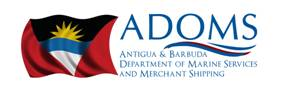 ADOMS
ANTIGUA & BARBUDA
DEPARTMENT OF MARINE SERVICES
AND MERCHANT SHIPPING